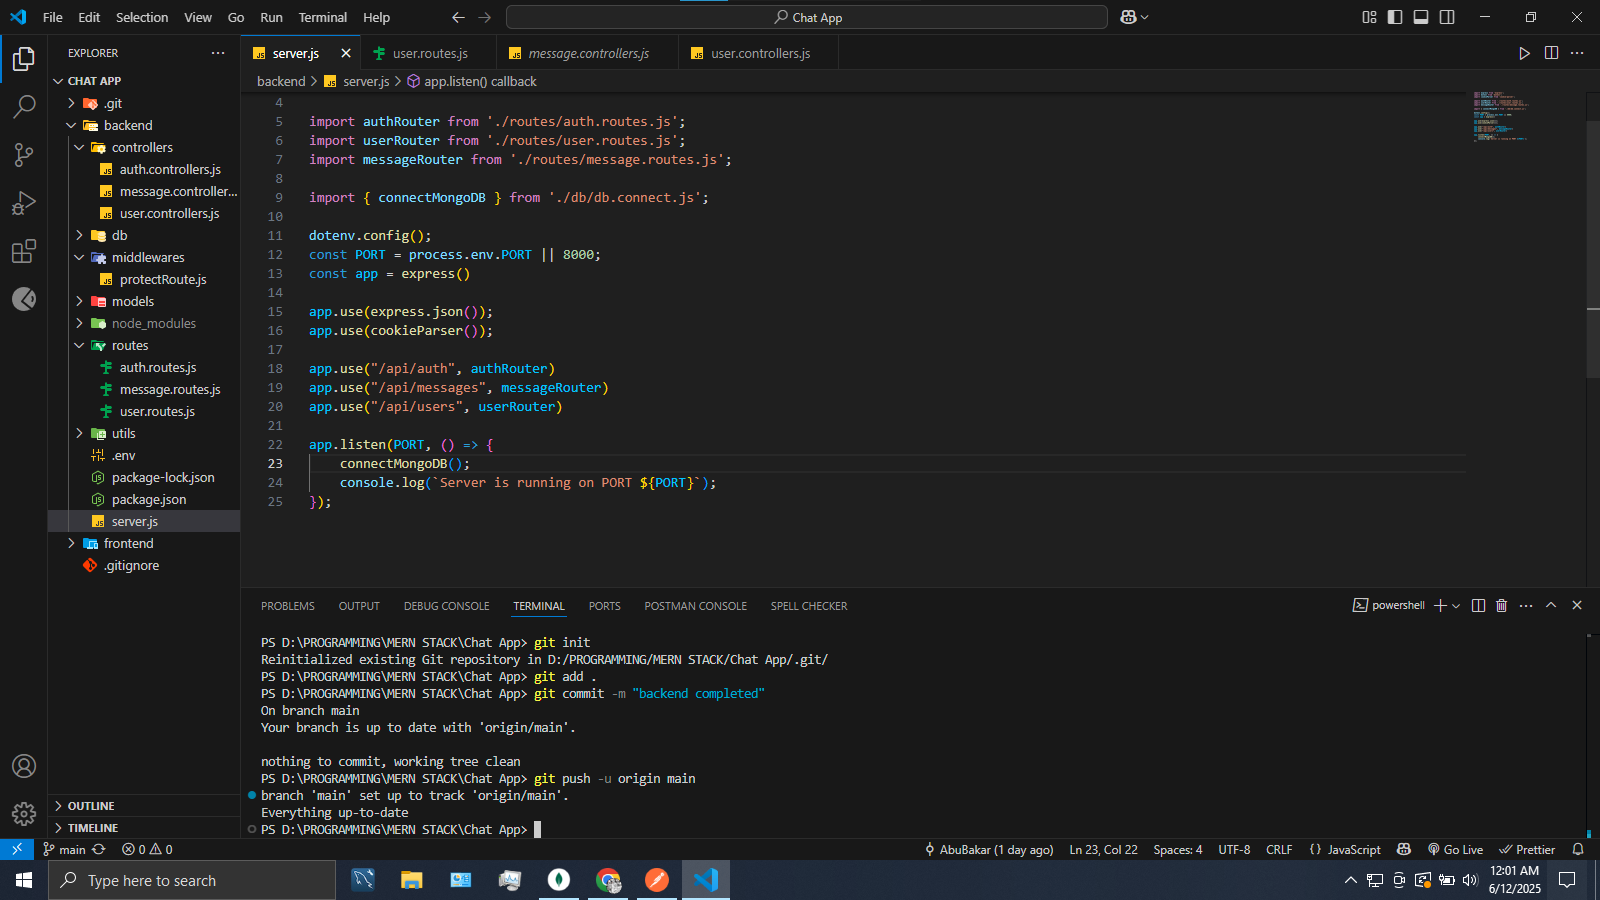 File Edit Selection View Go Run Terminal Help
Chat App
EXPLORER
CHAT APP
.git
backend
controllers
auth.controllers.js
message.controller...
user.controllers.js
db
middlewares
protectRoute.js
models
node_modules
routes
auth.routes.js
message.routes.js
user.routes.js
utils
.env
package-lock.json
package.json
server.js
frontend
.gitignore
OUTLINE
TIMELINE
server.js
user.routes.js
message.controllers.js
user.controllers.js
backend > server.js > app.listen() callback
4
5 import authRouter from './routes/auth.routes.js';
6 import userRouter from './routes/user.routes.js';
7 import messageRouter from './routes/message.routes.js';
8
9 import { connectMongoDB } from './db/db.connect.js';
10
11 dotenv.config();
12 const PORT = process.env.PORT || 8000;
13 const app = express()
14
15 app.use(express.json());
16 app.use(cookieParser());
17
18 app.use("/api/auth", authRouter)
19 app.use("/api/messages", messageRouter)
20 app.use("/api/users", userRouter)
21
22 app.listen(PORT, () => {
23 connectMongoDB();
24 console.log(`Server is running on PORT ${PORT}`);
25 });
PROBLEMS OUTPUT DEBUG CONSOLE TERMINAL PORTS POSTMAN CONSOLE SPELL CHECKER
powershell
PS D:\PROGRAMMING\MERN STACK\Chat App> git init
Reinitialized existing Git repository in D:/PROGRAMMING/MERN STACK/Chat App/.git/
PS D:\PROGRAMMING\MERN STACK\Chat App> git add .
PS D:\PROGRAMMING\MERN STACK\Chat App> git commit -m "backend completed"
On branch main
Your branch is up to date with 'origin/main'.
nothing to commit, working tree clean
PS D:\PROGRAMMING\MERN STACK\Chat App> git push -u origin main
branch 'main' set up to track 'origin/main'.
Everything up-to-date
PS D:\PROGRAMMING\MERN STACK\Chat App>
main 0 0 AbuBakar (1 day ago) Ln 23, Col 22 Spaces: 4 UTF-8 CRLF {} JavaScript Go Live Prettier
Type here to search
12:01 AM
6/12/2025